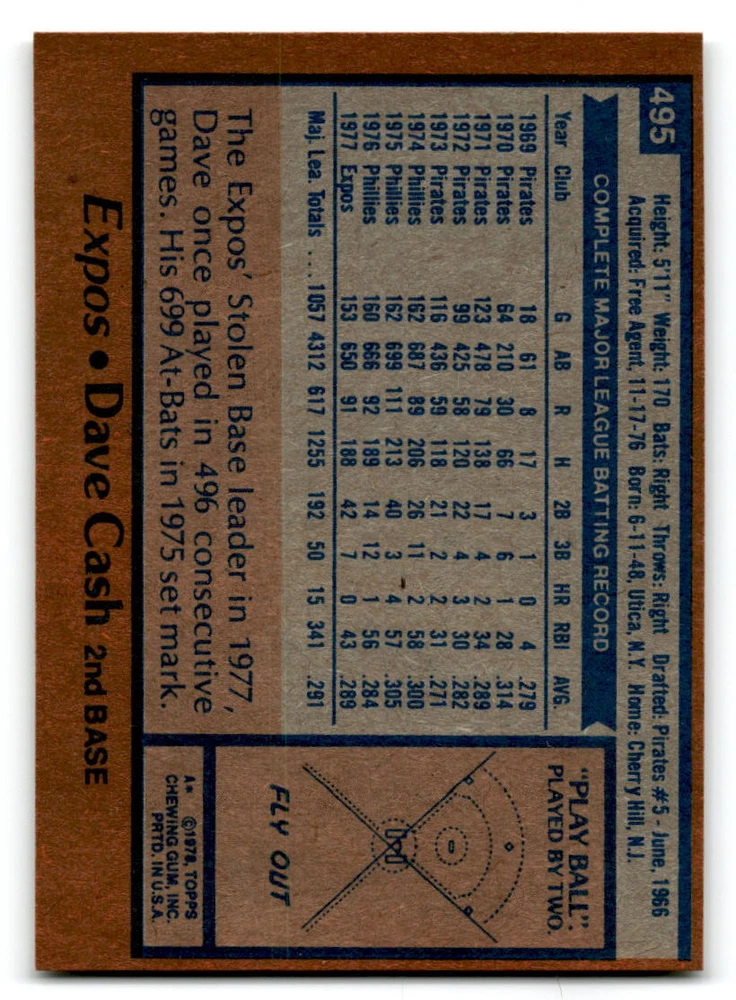 495
Height: 5'11" Weight: 170 Bats: Right Throws: Right Drafted: Pirates #5 - June, 1966
Acquired: Free Agent, 11-17-76 Born: 6-11-48, Utica, N.Y. Home: Cherry Hill, N.J.
COMPLETE MAJOR LEAGUE BATTING RECORD
Year Club G AB R H 2B 3B HR RBI AVG.
1969 Pirates 18 61 8 17 3 1 0 4 .279
1970 Pirates 64 210 30 66 7 6 1 28 .314
1971 Pirates 123 478 79 138 17 4 2 34 .289
1972 Pirates 99 425 58 120 22 4 3 30 .282
1973 Pirates 116 436 59 118 21 2 2 31 .271
1974 Phillies 162 687 89 206 26 11 2 58 .300
1975 Phillies 162 699 111 213 40 3 4 57 .305
1976 Phillies 160 666 92 189 14 12 1 56 .284
1977 Expos 153 650 91 188 42 7 0 43 .289
Maj. Lea. Totals .... 1057 4312 617 1255 192 50 15 341 .291
The Expos' Stolen Base leader in 1977,
Dave once played in 496 consecutive
games. His 699 At-Bats in 1975 set mark.
"PLAY BALL".
PLAYED BY TWO.
FLY OUT
A* ©1978, TOPPS
CHEWING GUM, INC.
PRTD. IN U.S.A.
Expos • Dave Cash 2nd BASE